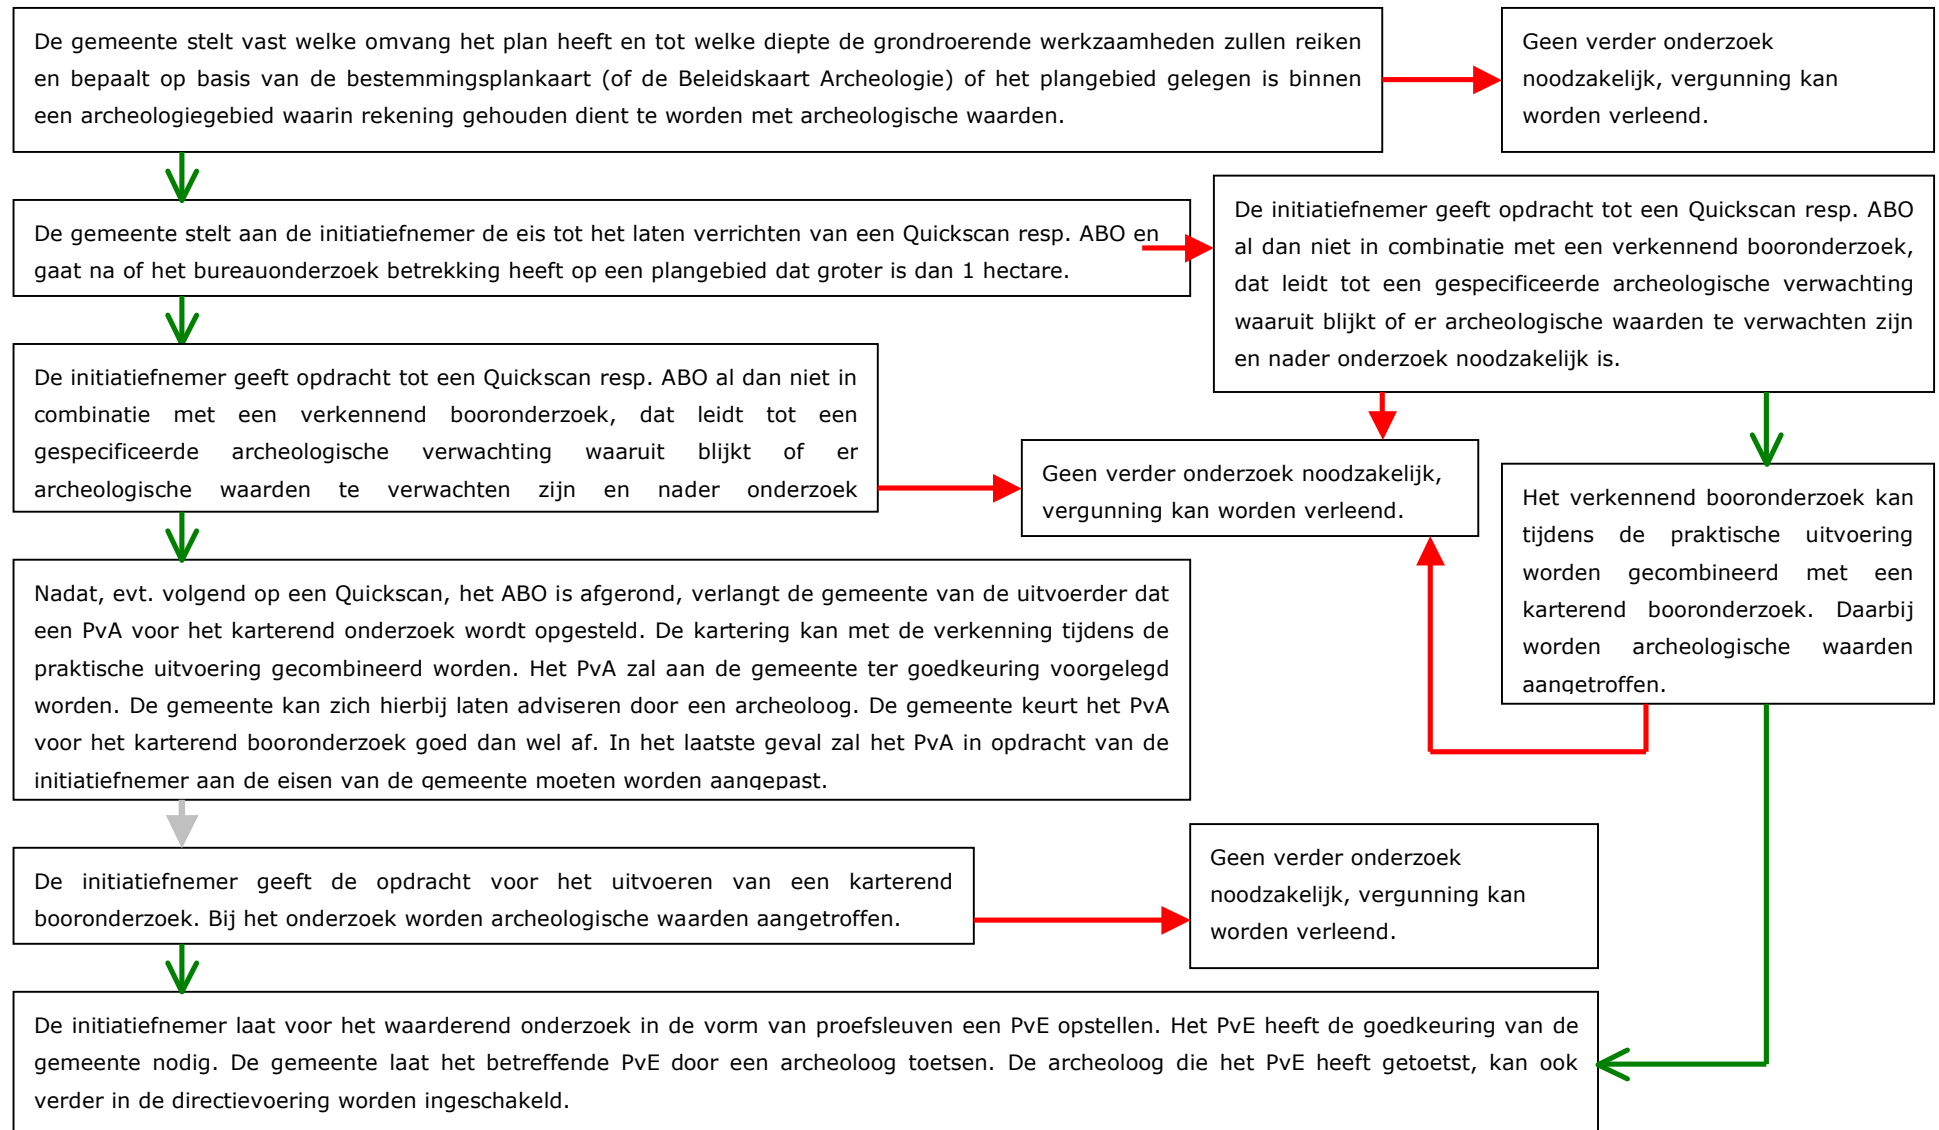 De gemeente stelt vast welke omvang het plan heeft en tot welke diepte de grondroerende werkzaamheden zullen reiken
en bepaalt op basis van de bestemmingsplankaart (of de Beleidskaart Archeologie) of het plangebied gelegen is binnen
een archeologiegebied waarin rekening gehouden dient te worden met archeologische waarden.
Geen verder onderzoek
noodzakelijk, vergunning kan
worden verleend.
De gemeente stelt aan de initiatiefnemer de eis tot het laten verrichten van een Quickscan resp. ABO en
gaat na of het bureauonderzoek betrekking heeft op een plangebied dat groter is dan 1 hectare.
De initiatiefnemer geeft opdracht tot een Quickscan resp. ABO
al dan niet in combinatie met een verkennend booronderzoek,
dat leidt tot een gespecificeerde archeologische verwachting
waaruit blijkt of er archeologische waarden te verwachten zijn
en nader onderzoek noodzakelijk is.
De initiatiefnemer geeft opdracht tot een Quickscan resp. ABO al dan niet in
combinatie met een verkennend booronderzoek, dat leidt tot een
gespecificeerde archeologische verwachting waaruit blijkt of er
archeologische waarden te verwachten zijn en nader onderzoek
Geen verder onderzoek noodzakelijk,
vergunning kan worden verleend.
Het verkennend booronderzoek kan
tijdens de praktische uitvoering
worden gecombineerd met een
karterend booronderzoek. Daarbij
worden archeologische waarden
aangetroffen.
Nadat, evt. volgend op een Quickscan, het ABO is afgerond, verlangt de gemeente van de uitvoerder dat
een PvA voor het karterend onderzoek wordt opgesteld. De kartering kan met de verkenning tijdens de
praktische uitvoering gecombineerd worden. Het PvA zal aan de gemeente ter goedkeuring voorgelegd
worden. De gemeente kan zich hierbij laten adviseren door een archeoloog. De gemeente keurt het PvA
voor het karterend booronderzoek goed dan wel af. In het laatste geval zal het PvA in opdracht van de
initiatiefnemer aan de eisen van de gemeente moeten worden aangepast.
De initiatiefnemer geeft de opdracht voor het uitvoeren van een karterend
booronderzoek. Bij het onderzoek worden archeologische waarden aangetroffen.
Geen verder onderzoek
noodzakelijk, vergunning kan
worden verleend.
De initiatiefnemer laat voor het waarderend onderzoek in de vorm van proefsleuven een PvE opstellen. Het PvE heeft de goedkeuring van de
gemeente nodig. De gemeente laat het betreffende PvE door een archeoloog toetsen. De archeoloog die het PvE heeft getoetst, kan ook
verder in de directievoering worden ingeschakeld.